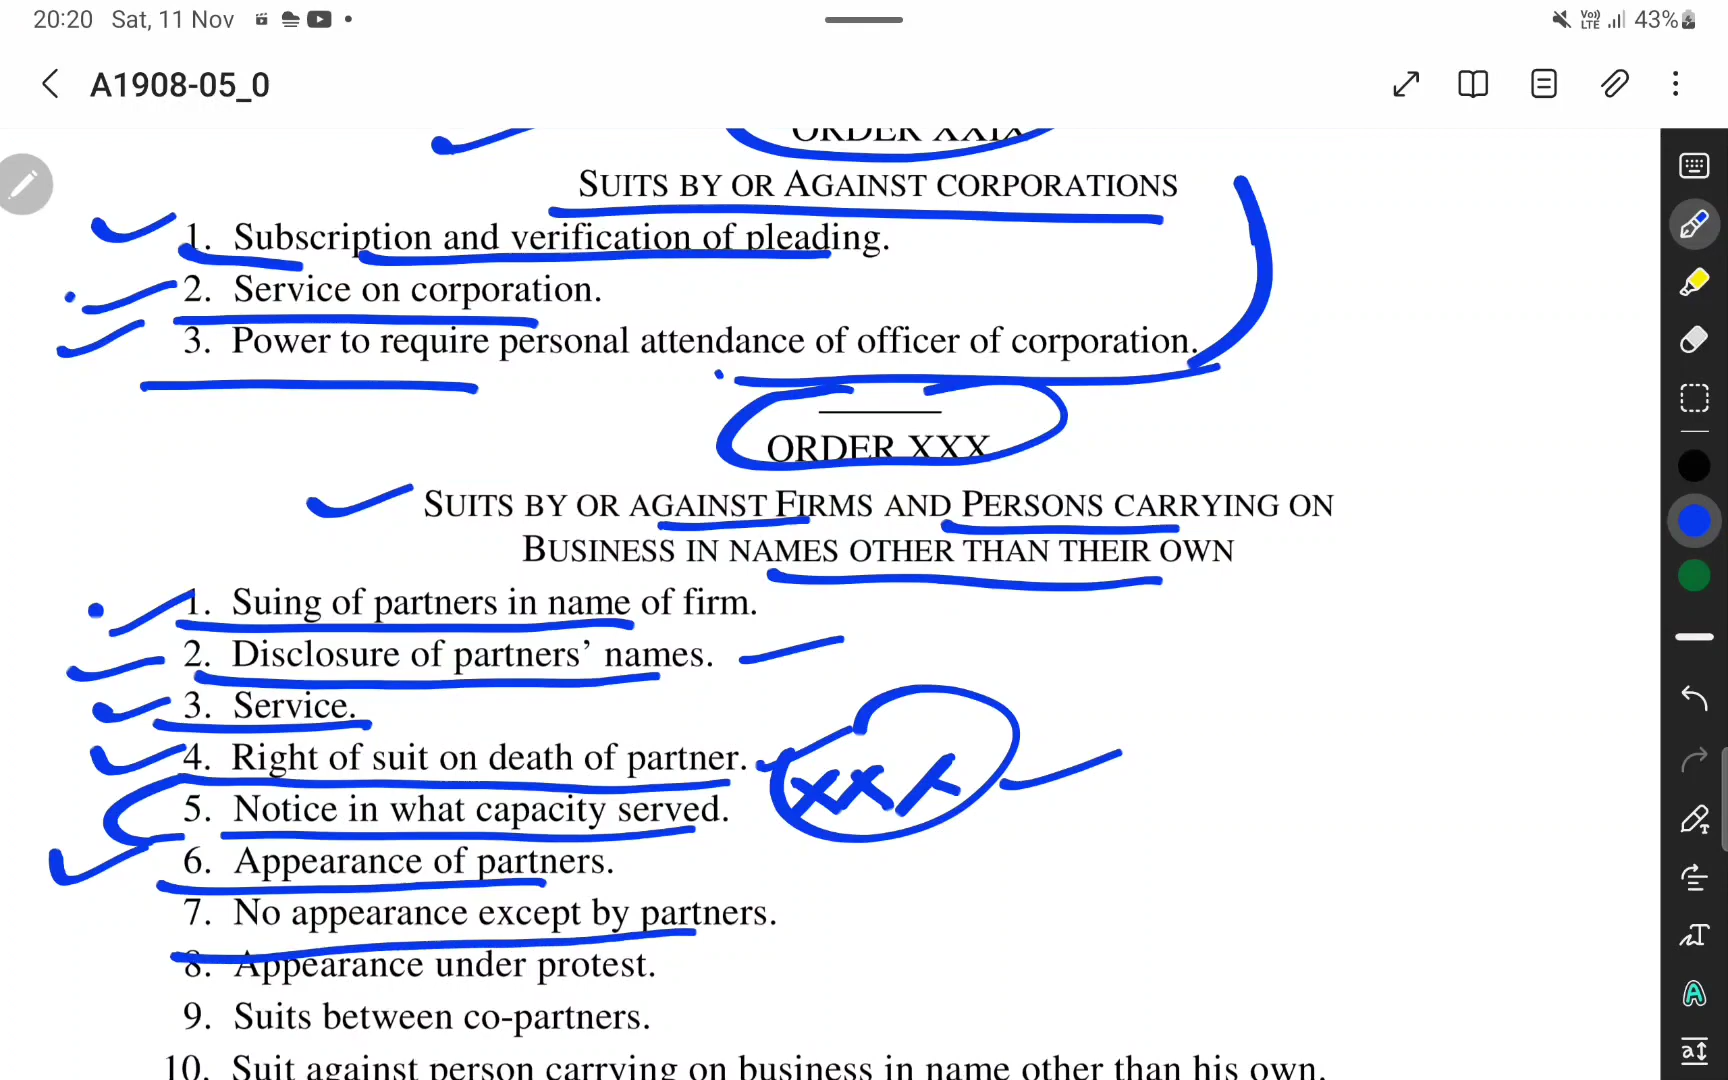 20:20 Sat, 11 Nov
Vo)) LTE 43%
A1908-05_0
ORDER XXIX
SUITS BY OR AGAINST CORPORATIONS
1. Subscription and verification of pleading.
2. Service on corporation.
3. Power to require personal attendance of officer of corporation.
ORDER XXX
SUITS BY OR AGAINST FIRMS AND PERSONS CARRYING ON
BUSINESS IN NAMES OTHER THAN THEIR OWN
1. Suing of partners in name of firm.
2. Disclosure of partners’ names.
3. Service.
4. Right of suit on death of partner.
XXX
5. Notice in what capacity served.
6. Appearance of partners.
7. No appearance except by partners.
8. Appearance under protest.
9. Suits between co-partners.
10. Suit against person carrying on business in name other than his own.